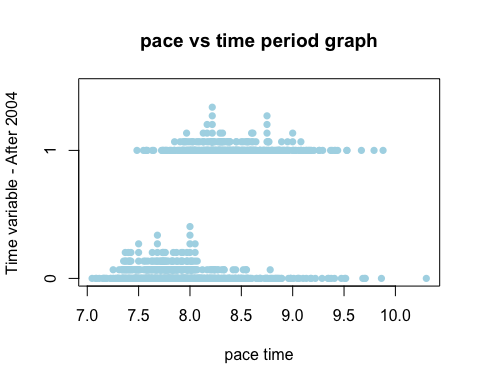 pace vs time period graph
Time variable - After 2004
1
0
7.0 7.5 8.0 8.5 9.0 9.5 10.0
pace time